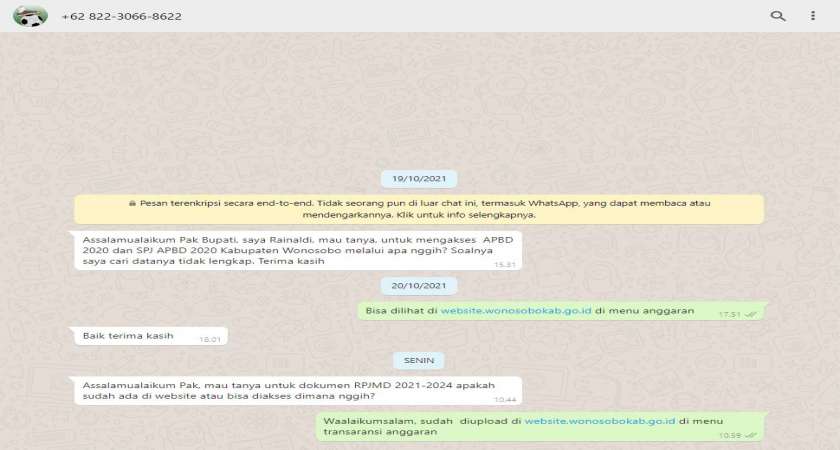 +62 822-3066-8622
19/10/2021
Pesan terenkripsi secara end-to-end. Tidak seorang pun di luar chat ini, termasuk WhatsApp, yang dapat membaca atau
mendengarkannya. Klik untuk info selengkapnya.
Assalamualaikum Pak Bupati, saya Rainaldi, mau tanya, untuk mengakses APBD
2020 dan SPJ APBD 2020 Kabupaten Wonosobo melalui apa nggih? Soalnya
saya cari datanya tidak lengkap. Terima kasih
15.31
20/10/2021
Bisa dilihat di website.wonosobokab.go.id di menu anggaran
17.51
Baik terima kasih
18.01
SENIN
Assalamualaikum Pak, mau tanya untuk dokumen RPJMD 2021-2024 apakah
sudah ada di website atau bisa diakses dimana nggih?
10.44
Waalaikumsalam, sudah diupload di website.wonosobokab.go.id di menu
transaransi anggaran
10.59